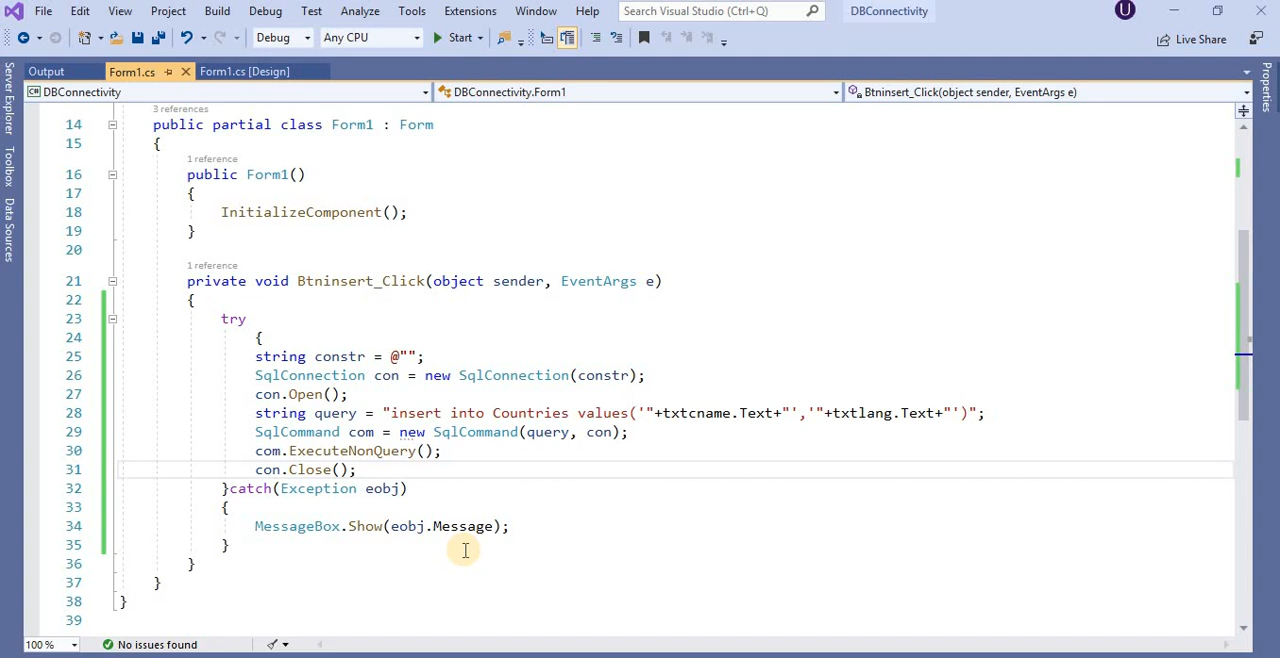 File Edit View Project Build Debug Test Analyze Tools Extensions Window Help Search Visual Studio (Ctrl+Q) DBConnectivity U
Debug Any CPU Start Live Share
Output Form1.cs Form1.cs [Design]
C# DBConnectivity DBConnectivity.Form1 Btninsert_Click(object sender, EventArgs e)
Server Explorer
Toolbox
Data Sources
Properties
3 references
14 public partial class Form1 : Form
15 {
1 reference
16 public Form1()
17 {
18 InitializeComponent();
19 }
20
1 reference
21 private void Btninsert_Click(object sender, EventArgs e)
22 {
23 try
24 {
25 string constr = @"";
26 SqlConnection con = new SqlConnection(constr);
27 con.Open();
28 string query = "insert into Countries values('"+txtcname.Text+"','"+txtlang.Text+"')";
29 SqlCommand com = new SqlCommand(query, con);
30 com.ExecuteNonQuery();
31 con.Close();
32 }catch(Exception eobj)
33 {
34 MessageBox.Show(eobj.Message);
35 }
36 }
37 }
38 }
39
100 % No issues found